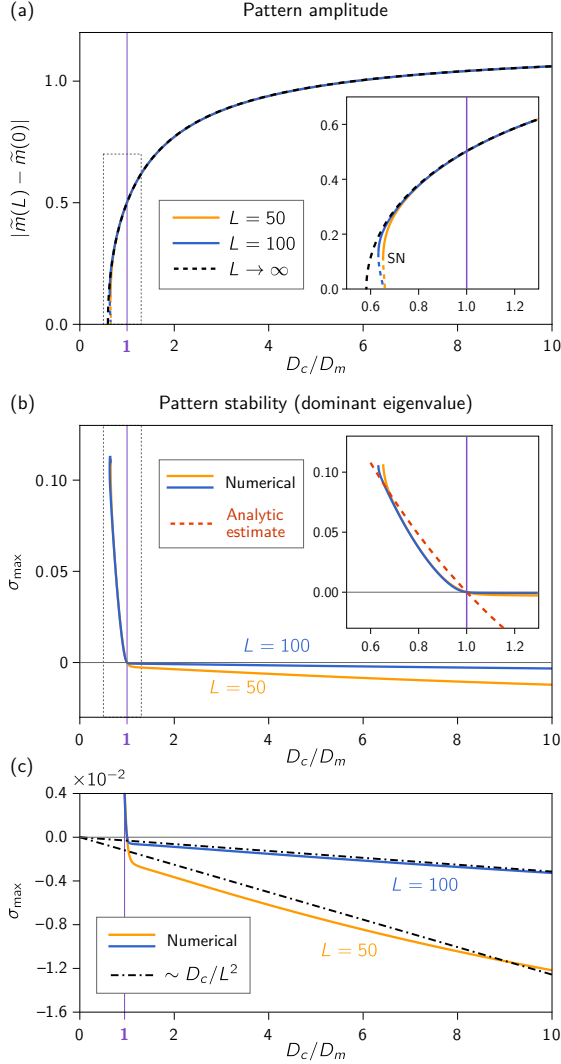 (a)
Pattern amplitude
|m̃(L) − m̃(0)|
1.0
0.5
0.0
L = 50
L = 100
L → ∞
0.6
0.4
0.2
0
SN
0.6 0.8 1.0 1.2
0 1 2 4 6 8 10
D_c/D_m
(b)
Pattern stability (dominant eigenvalue)
σ_max
0.10
0.05
0
Numerical
Analytic
estimate
0.10
0.05
0.00
0.6 0.8 1.0 1.2
L = 100
L = 50
0 1 2 4 6 8 10
D_c/D_m
(c)
×10⁻²
σ_max
0.4
0.0
−0.4
−0.8
−1.2
−1.6
L = 100
L = 50
Numerical
∼ D_c/L²
0 1 2 4 6 8 10
D_c/D_m